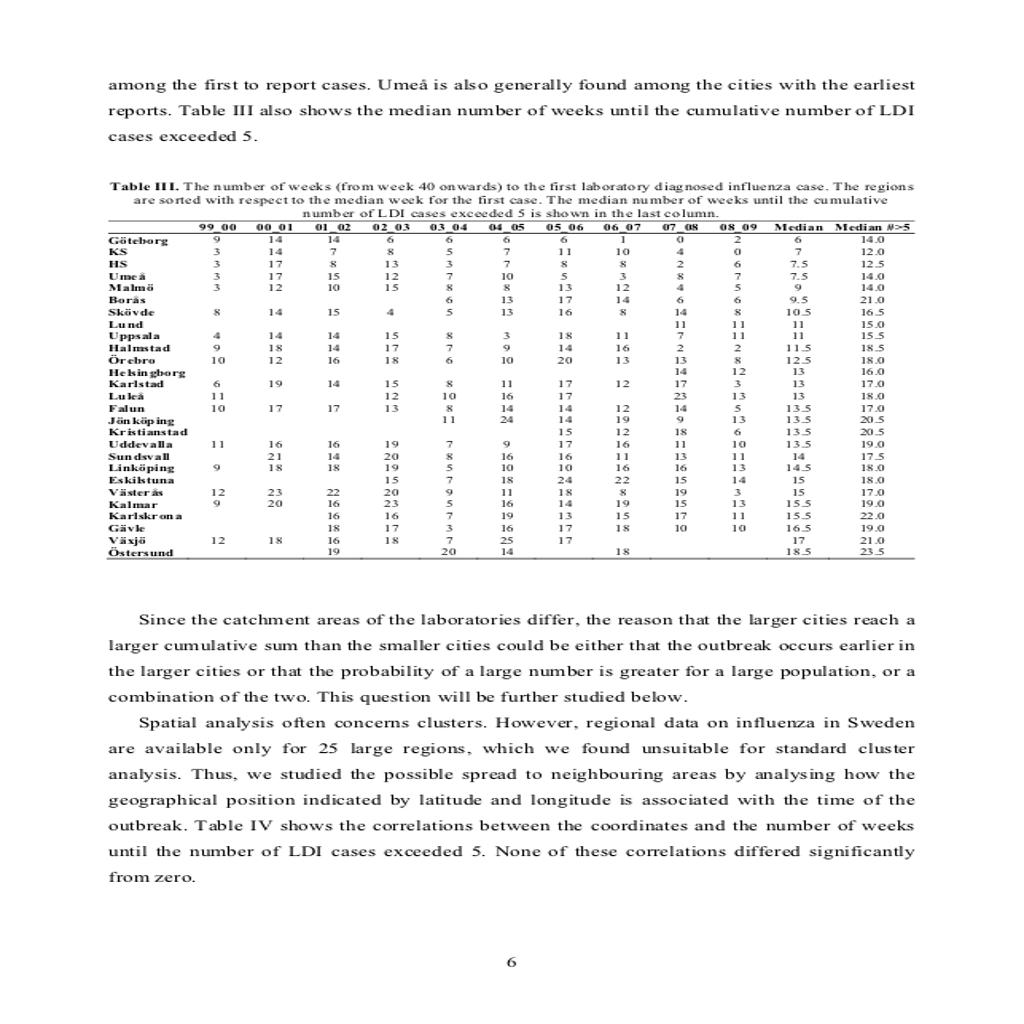 among the first to report cases. Umeå is also generally found among the cities with the earliest
reports. Table III also shows the median number of weeks until the cumulative number of LDI
cases exceeded 5.
Table III. The number of weeks (from week 40 onwards) to the first laboratory diagnosed influenza case. The regions
are sorted with respect to the median week for the first case. The median number of weeks until the cumulative
number of LDI cases exceeded 5 is shown in the last column.
99_00 00_01 01_02 02_03 03_04 04_05 05_06 06_07 07_08 08_09 Median Median #>5
Göteborg 9 14 14 6 6 6 6 1 0 2 6 14.0
KS 3 14 7 8 5 7 11 10 4 0 7 12.0
HS 3 17 8 13 3 7 8 8 2 6 7.5 12.5
Umeå 3 17 15 12 7 10 5 3 8 7 7.5 14.0
Malmö 3 12 10 15 8 8 13 12 4 5 9 14.0
Borås 6 13 17 14 6 6 9.5 21.0
Skövde 8 14 15 4 5 13 16 8 14 8 10.5 16.5
Lund 11 11 11 15.0
Uppsala 4 14 14 15 8 3 18 11 7 11 11 15.5
Halmstad 9 18 14 17 7 9 14 16 2 2 11.5 18.5
Örebro 10 12 16 18 6 10 20 13 13 8 12.5 18.0
Helsingborg 14 12 13 16.0
Karlstad 6 19 14 15 8 11 17 12 17 3 13 17.0
Luleå 11 12 10 16 17 23 13 13 18.0
Falun 10 17 17 13 8 14 14 12 14 5 13.5 17.0
Jönköping 11 24 14 19 9 13 13.5 20.5
Kristianstad 15 12 18 6 13.5 20.5
Uddevalla 11 16 16 19 7 9 17 16 11 10 13.5 19.0
Sundsvall 21 14 20 8 16 16 11 13 11 14 17.5
Linköping 9 18 18 19 5 10 10 16 16 13 14.5 18.0
Eskilstuna 15 7 18 24 22 15 14 15 18.0
Västerås 12 23 22 20 9 11 18 8 19 3 15 17.0
Kalmar 9 20 16 23 5 16 14 19 15 13 15.5 19.0
Karlskrona 16 16 7 19 13 15 17 11 15.5 22.0
Gävle 18 17 3 16 17 18 10 10 16.5 19.0
Växjö 12 18 16 18 7 25 17 17 21.0
Östersund 19 20 14 18 18.5 23.5
Since the catchment areas of the laboratories differ, the reason that the larger cities reach a
larger cumulative sum than the smaller cities could be either that the outbreak occurs earlier in
the larger cities or that the probability of a large number is greater for a large population, or a
combination of the two. This question will be further studied below.
Spatial analysis often concerns clusters. However, regional data on influenza in Sweden
are available only for 25 large regions, which we found unsuitable for standard cluster
analysis. Thus, we studied the possible spread to neighbouring areas by analysing how the
geographical position indicated by latitude and longitude is associated with the time of the
outbreak. Table IV shows the correlations between the coordinates and the number of weeks
until the number of LDI cases exceeded 5. None of these correlations differed significantly
from zero.
6